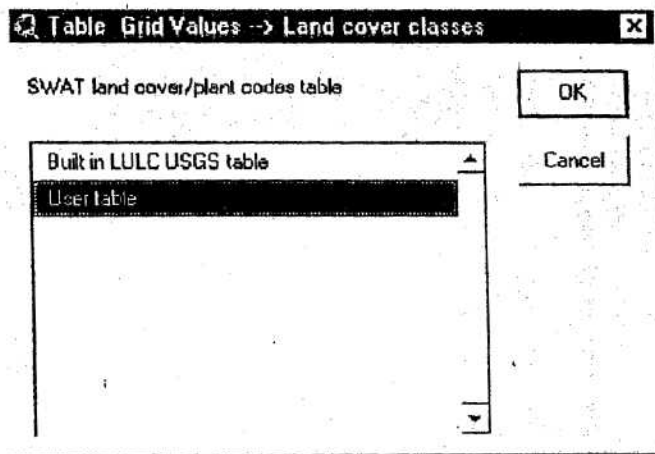 Table Grid Values --> Land cover classes
SWAT land cover/plant codes table
OK
Built in LULC USGS table
Cancel
User table